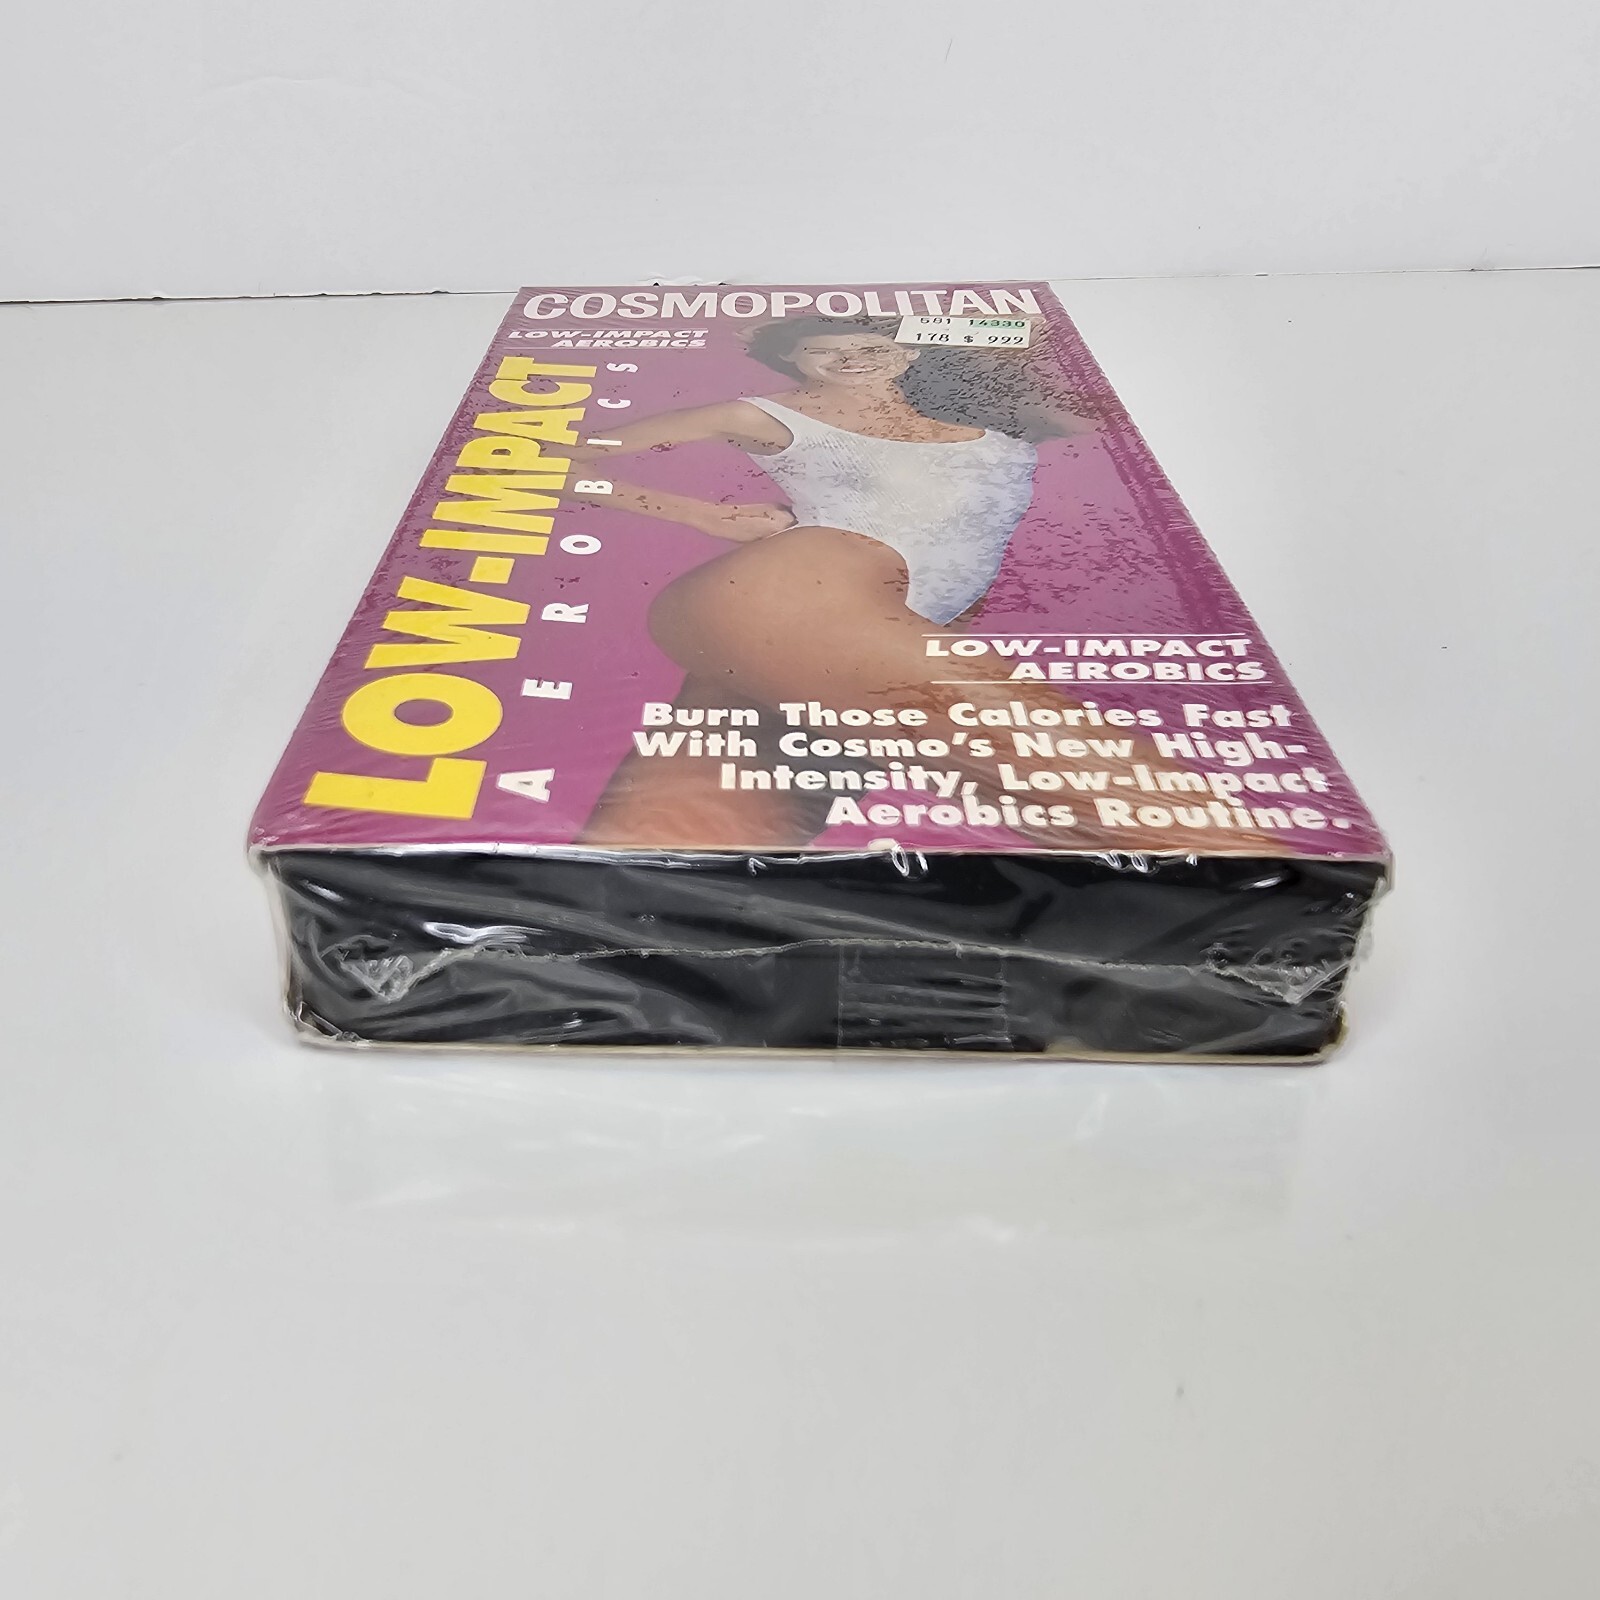 COSMOPOLITAN
581 14330
178 $ 999
LOW-IMPACT
AEROBICS
LOW-IMPACT
AEROBICS
LOW-IMPACT
AEROBICS
Burn Those Calories Fast
With Cosmo's New High-
Intensity, Low-Impact
Aerobics Routine.